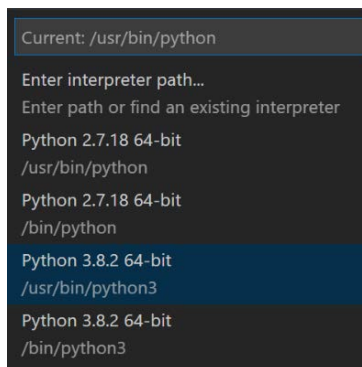 Current: /usr/bin/python
Enter interpreter path...
Enter path or find an existing interpreter
Python 2.7.18 64-bit
/usr/bin/python
Python 2.7.18 64-bit
/bin/python
Python 3.8.2 64-bit
/usr/bin/python3
Python 3.8.2 64-bit
/bin/python3